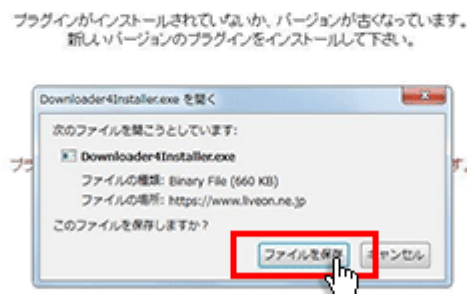 プラグインがインストールされていないか、バージョンが古くなっています。
新しいバージョンのプラグインをインストールして下さい。
Downloader4Installer.exe を開く
次のファイルを開こうとしています:
Downloader4Installer.exe
ファイルの種類: Binary File (660 KB)
ファイルの場所: https://www.liveon.ne.jp
プラ
す。
このファイルを保存しますか?
ファイルを保存
キャンセル